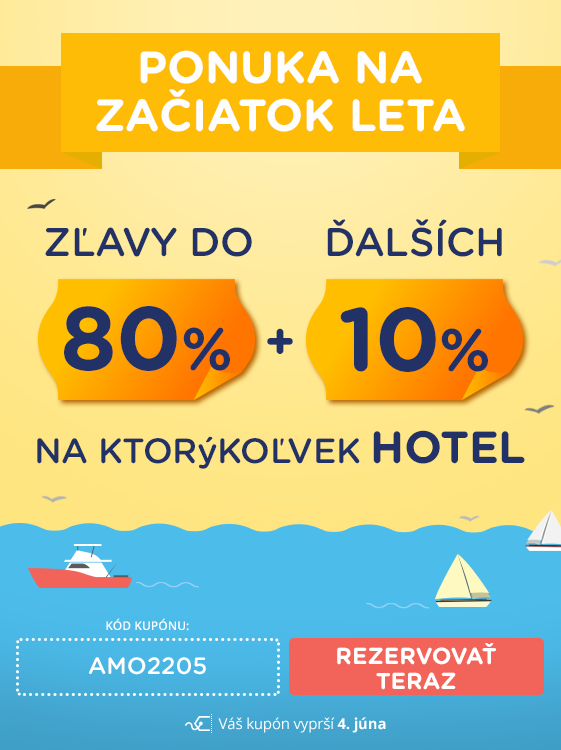 PONUKA NA
ZAČIATOK LETA
ZĽAVY DO
80%
+
ĎALŠÍCH
10%
NA KTORýKOĽVEK HOTEL
KÓD KUPÓNU:
AMO2205
REZERVOVAŤ
TERAZ
Váš kupón vyprší 4. júna